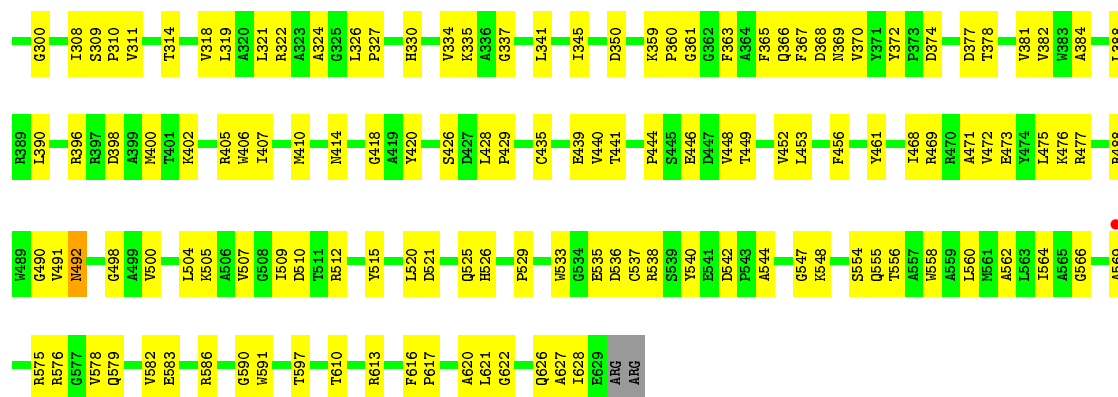 G300 I308 S309 P310 V311 T314 V318 L319 A320 L321 R322 A323 A324 G325 L326 P327 H330 V334 K335 A336 G337 L341 I345 D350 K359 P360 G361 G362 F363 A364 F365 Q366 F367 D368 N369 V370 Y371 Y372 P373 D374 D377 T378 V381 V382 W383 A384
R389 L390 R396 R397 D398 A399 M400 T401 K402 R405 W406 I407 M410 N414 G418 A419 Y420 S426 D427 L428 P429 C435 E439 V440 T441 P444 S445 E446 D447 V448 T449 V452 L453 F456 Y461 I468 R469 R470 A471 V472 E473 Y474 L475 K476 R477
W489 G490 V491 N492 G498 A499 V500 L504 K505 A506 V507 G508 I509 D510 T511 R512 Y515 L520 D521 Q525 H526 P529 W533 G534 E535 D536 C537 R538 S539 Y540 E541 D542 P543 A544 G547 K548 S554 Q555 T556 A557 W558 A559 L560 M561 A562 L563 I564 A565 G566
R575 R576 G577 V578 Q579 V582 E583 R586 G590 W591 T597 T610 R613 F616 P617 A620 L621 G622 Q626 A627 I628 E629 ARG ARG